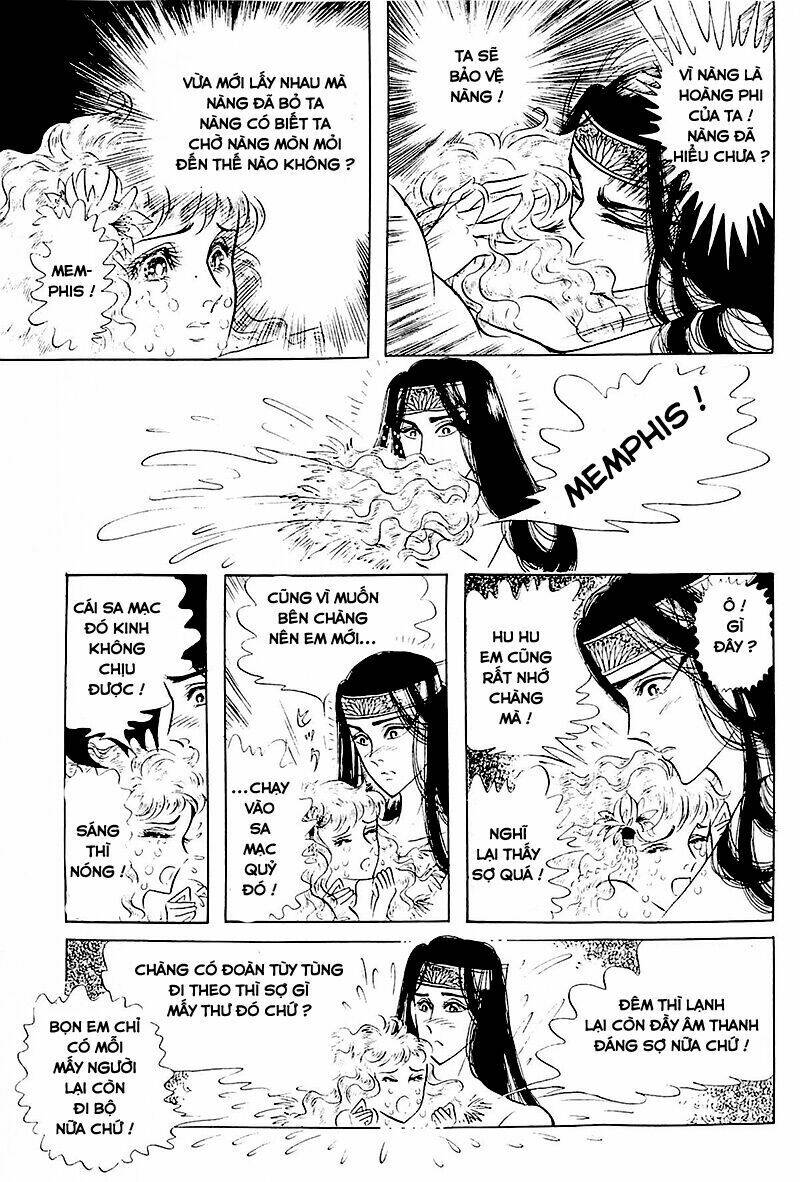 VÌ NÀNG LÀ
HOÀNG PHI
CỦA TA !
NÀNG ĐÃ
HIỂU CHƯA ?
TA SẼ
BẢO VỆ
NÀNG !
VỪA MỚI LẤY NHAU MÀ
NÀNG ĐÃ BỎ TA
NÀNG CÓ BIẾT TA
CHỜ NÀNG MÒN MỎI
ĐẾN THẾ NÀO KHÔNG ?
MEM-
PHIS !
MEMPHIS !
Ô !
GÌ
ĐÂY ?
HU HU
EM CŨNG
RẤT NHỚ
CHÀNG
MÀ !
NGHĨ
LẠI THẤY
SỢ QUÁ !
CŨNG VÌ MUỐN
BÊN CHÀNG
NÊN EM MỚI...
ヒック
...CHẠY
VÀO
SA
MẠC
QUỶ
ĐÓ !
CÁI SA MẠC
ĐÓ KINH
KHÔNG
CHỊU
ĐƯỢC !
SÁNG
THÌ
NÓNG !
ĐÊM THÌ LẠNH
LẠI CÒN ĐẦY ÂM THANH
ĐÁNG SỢ NỮA CHỨ !
CHÀNG CÓ ĐOÀN TÙY TÙNG
ĐI THEO THÌ SỢ GÌ
MẤY THƯ ĐÓ CHỨ ?
BỌN EM CHỈ
CÓ MỖI
MẤY NGƯỜI
LẠI CÒN
ĐI BỘ
NỮA CHỨ !